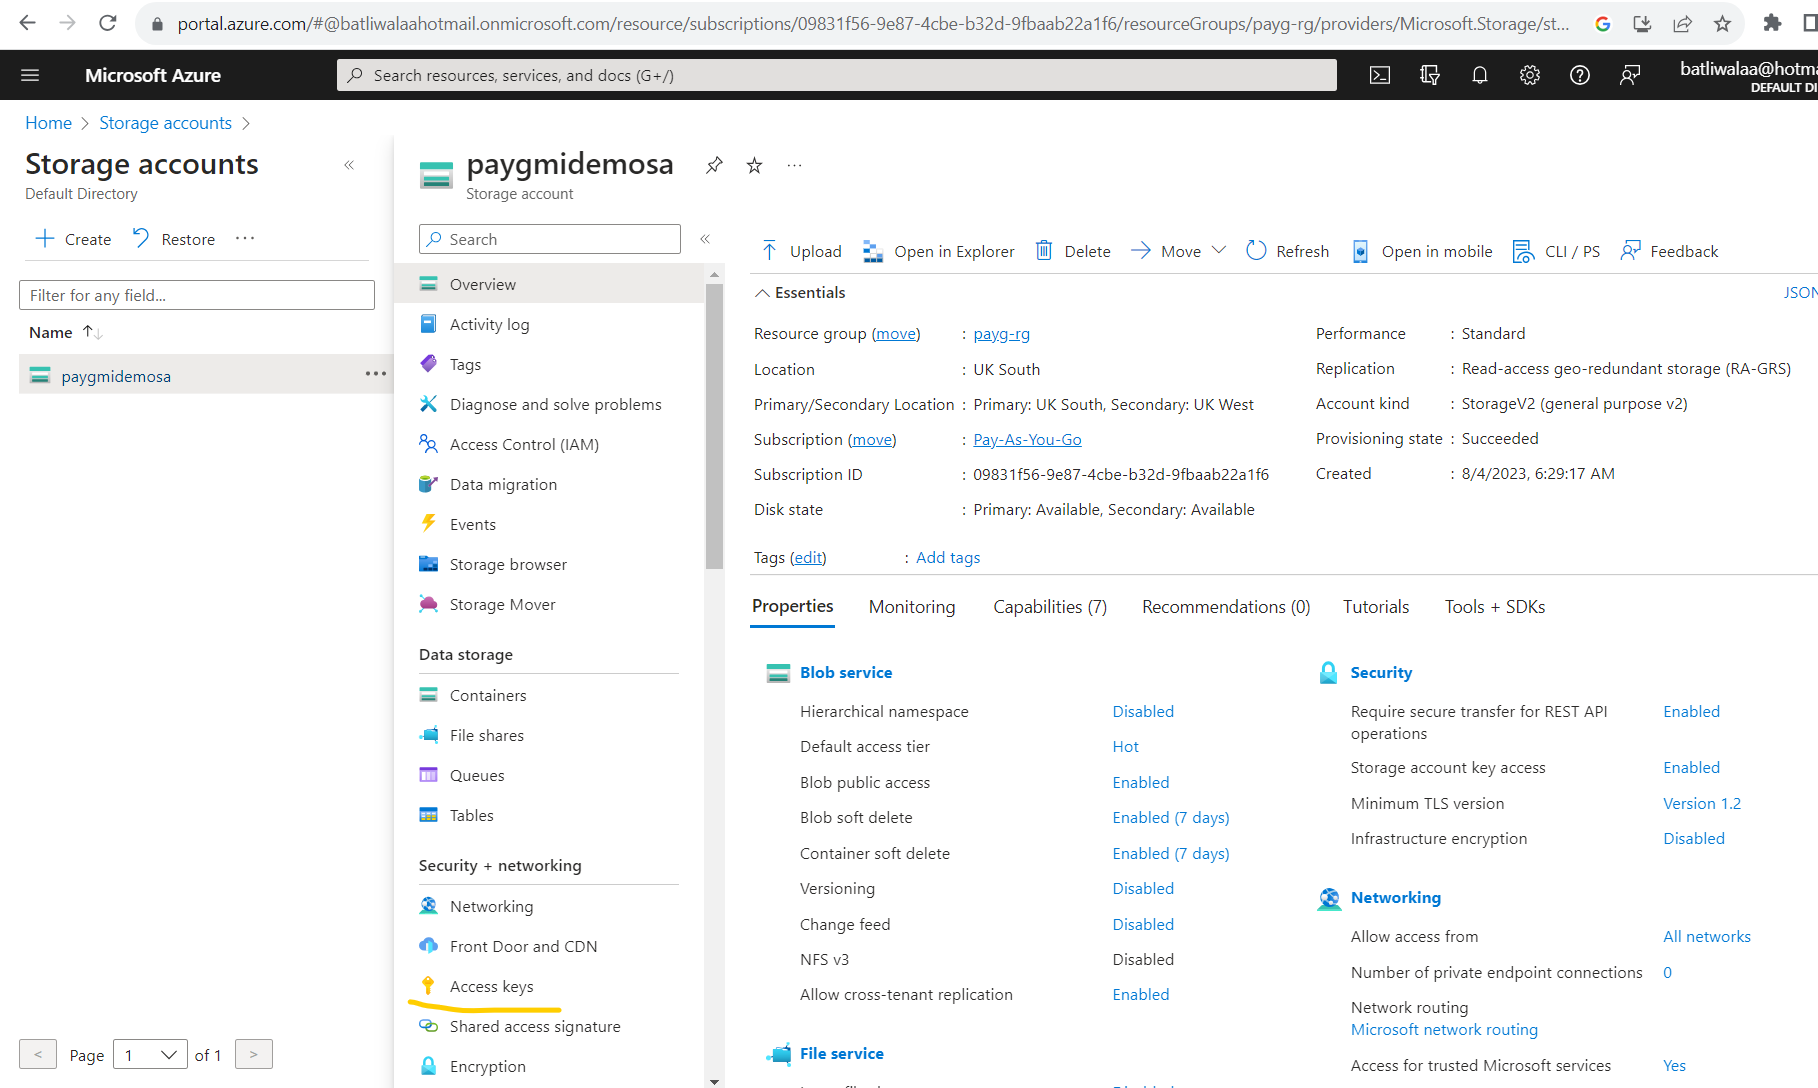 portal.azure.com/#@batliwalaahotmail.onmicrosoft.com/resource/subscriptions/09831f56-9e87-4cbe-b32d-9fbaab22a1f6/resourceGroups/payg-rg/providers/Microsoft.Storage/st...
Microsoft Azure
Search resources, services, and docs (G+/)
batliwalaa@hotma
DEFAULT DI
Home > Storage accounts >
Storage accounts
Default Directory
Create Restore ...
Filter for any field...
Name
paygmidemosa
< Page 1 of 1 >
paygmidemosa
Storage account
Search
Overview
Activity log
Tags
Diagnose and solve problems
Access Control (IAM)
Data migration
Events
Storage browser
Storage Mover
Data storage
Containers
File shares
Queues
Tables
Security + networking
Networking
Front Door and CDN
Access keys
Shared access signature
Encryption
Upload Open in Explorer Delete Move Refresh Open in mobile CLI / PS Feedback
Essentials
JSON
Resource group (move) : payg-rg
Location : UK South
Primary/Secondary Location : Primary: UK South, Secondary: UK West
Subscription (move) : Pay-As-You-Go
Subscription ID : 09831f56-9e87-4cbe-b32d-9fbaab22a1f6
Disk state : Primary: Available, Secondary: Available
Performance : Standard
Replication : Read-access geo-redundant storage (RA-GRS)
Account kind : StorageV2 (general purpose v2)
Provisioning state : Succeeded
Created : 8/4/2023, 6:29:17 AM
Tags (edit) : Add tags
Properties Monitoring Capabilities (7) Recommendations (0) Tutorials Tools + SDKs
Blob service
Hierarchical namespace Disabled
Default access tier Hot
Blob public access Enabled
Blob soft delete Enabled (7 days)
Container soft delete Enabled (7 days)
Versioning Disabled
Change feed Disabled
NFS v3 Disabled
Allow cross-tenant replication Enabled
File service
Security
Require secure transfer for REST API operations Enabled
Storage account key access Enabled
Minimum TLS version Version 1.2
Infrastructure encryption Disabled
Networking
Allow access from All networks
Number of private endpoint connections 0
Network routing
Microsoft network routing
Access for trusted Microsoft services Yes